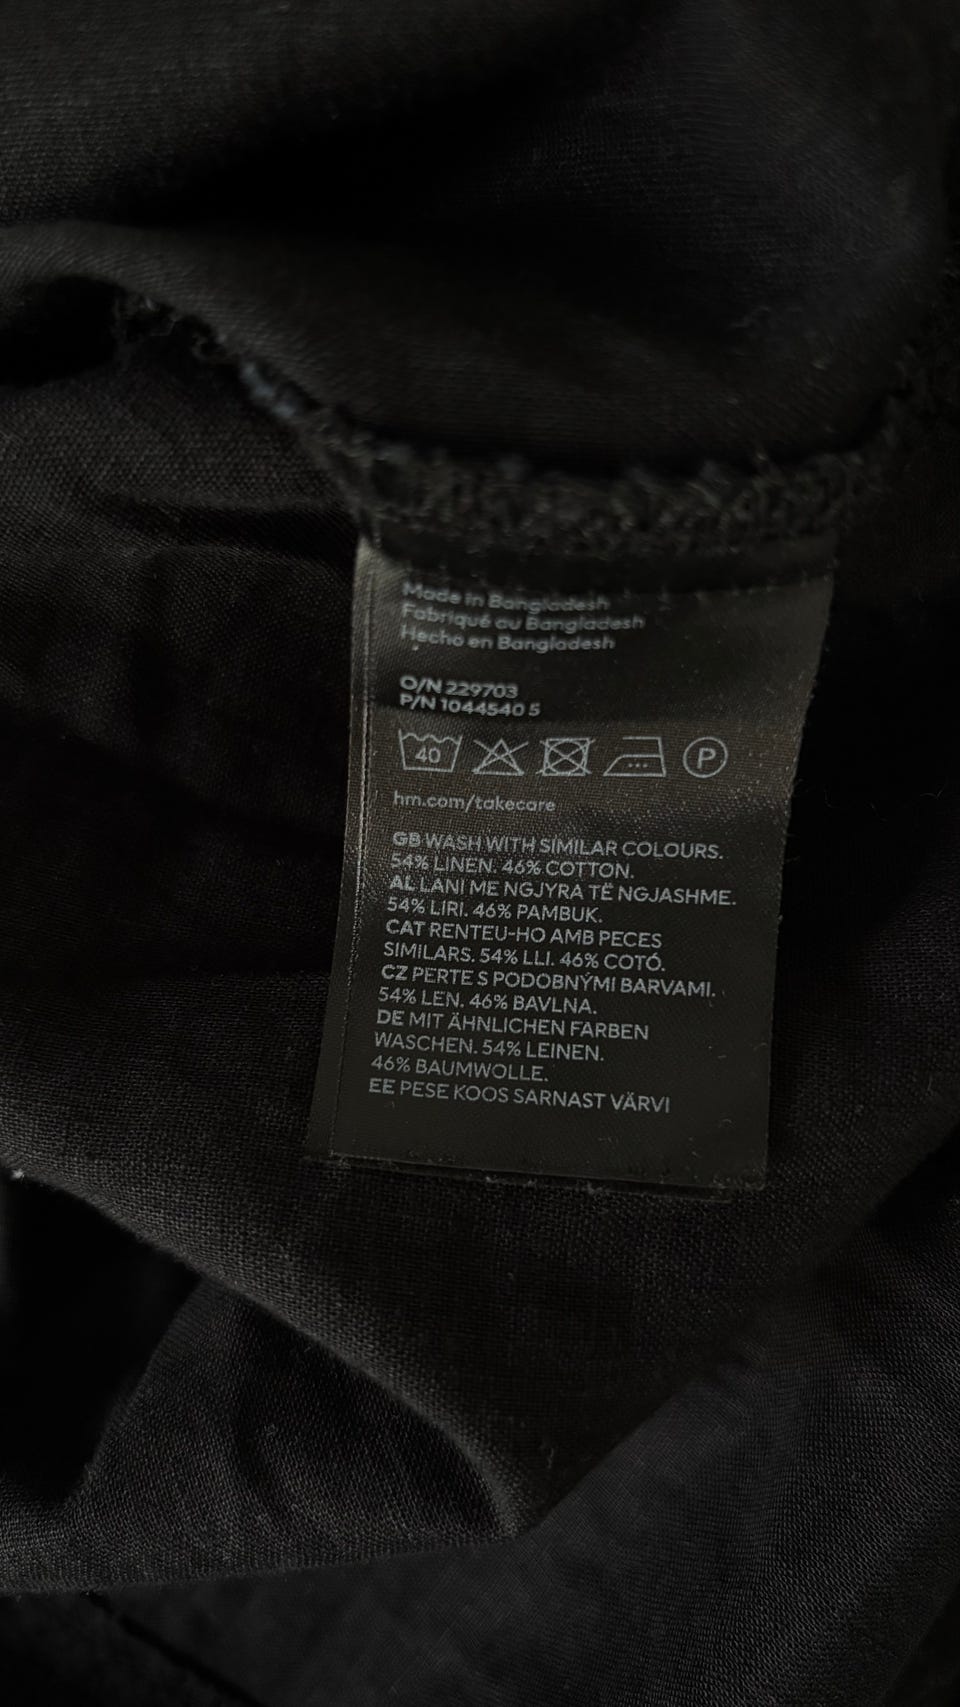 Made in Bangladesh
Fabriqué au Bangladesh
Hecho en Bangladesh
O/N 229703
P/N 1044540 5
40 P
hm.com/takecare
GB WASH WITH SIMILAR COLOURS.
54% LINEN. 46% COTTON.
AL LANI ME NGJYRA TË NGJASHME.
54% LIRI. 46% PAMBUK.
CAT RENTEU-HO AMB PECES
SIMILARS. 54% LLI. 46% COTÓ.
CZ PERTE S PODOBNÝMI BARVAMI.
54% LEN. 46% BAVLNA.
DE MIT ÄHNLICHEN FARBEN
WASCHEN. 54% LEINEN.
46% BAUMWOLLE.
EE PESE KOOS SARNAST VÄRVI